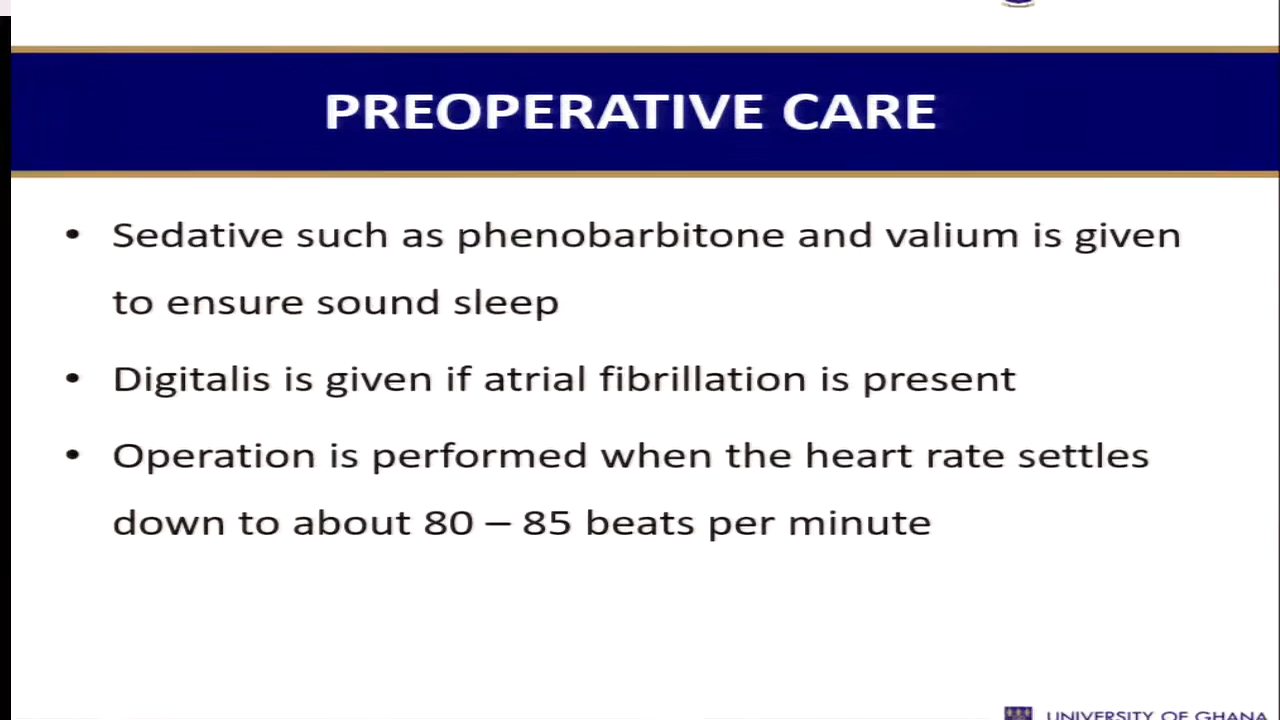 PREOPERATIVE CARE
• Sedative such as phenobarbitone and valium is given
to ensure sound sleep
• Digitalis is given if atrial fibrillation is present
• Operation is performed when the heart rate settles
down to about 80 – 85 beats per minute
UNIVERSITY OF GHANA